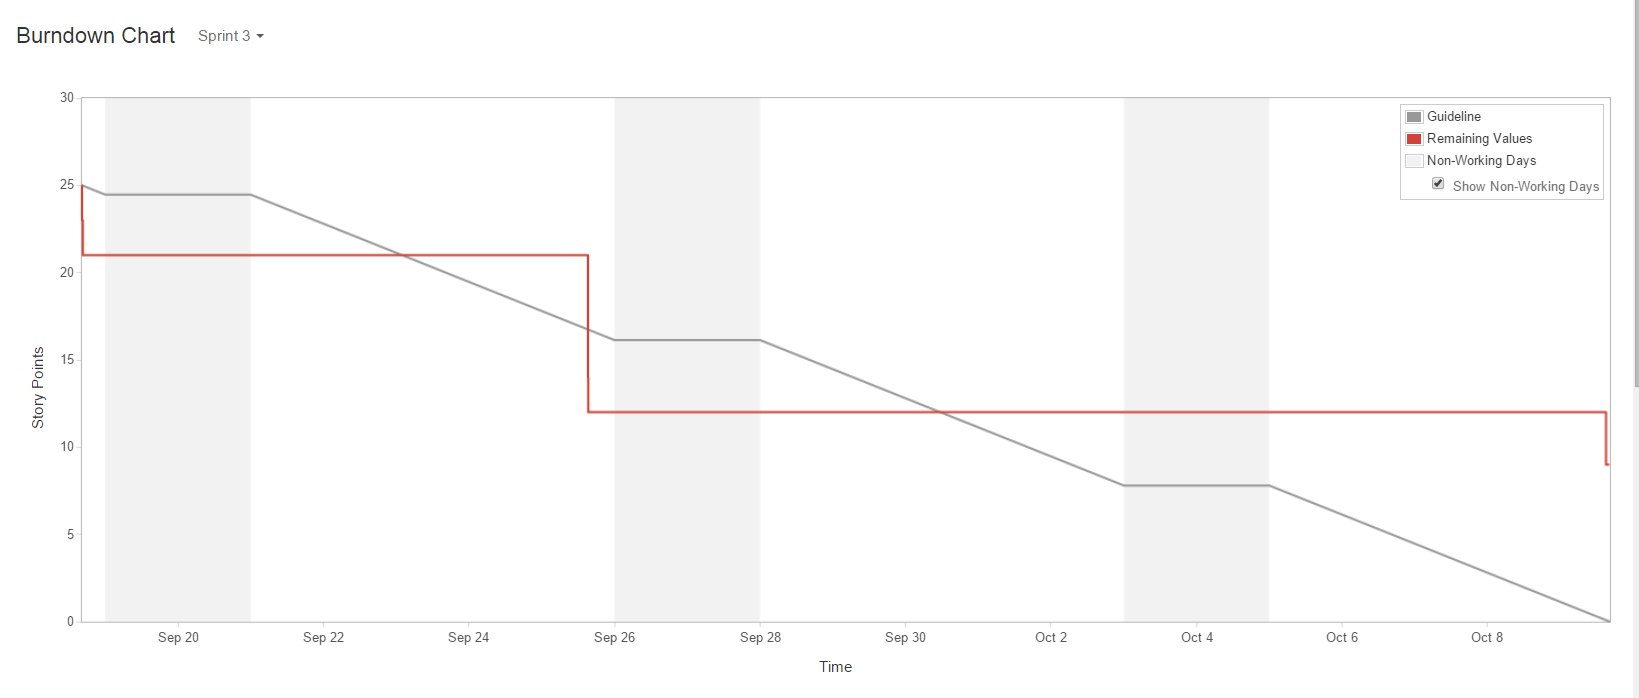 Burndown Chart Sprint 3
30
25
20
15
10
5
0
Story Points
Guideline
Remaining Values
Non-Working Days
Show Non-Working Days
Sep 20 Sep 22 Sep 24 Sep 26 Sep 28 Sep 30 Oct 2 Oct 4 Oct 6 Oct 8
Time